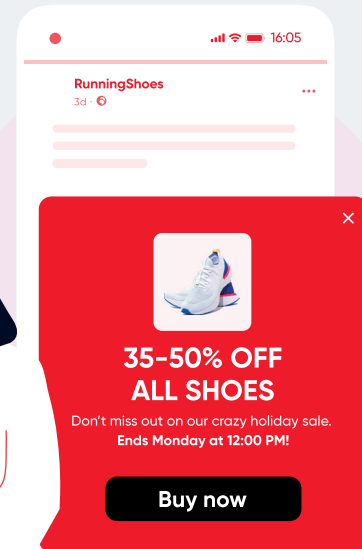 16:05
RunningShoes
3d ·
35-50% OFF
ALL SHOES
Don't miss out on our crazy holiday sale.
Ends Monday at 12:00 PM!
Buy now